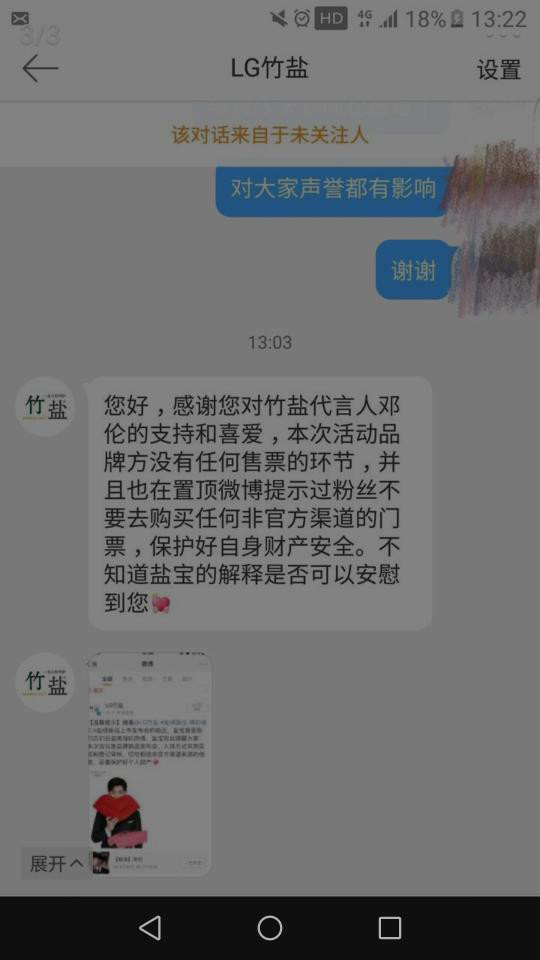 3/3
HD 4G 18% 13:22
LG竹盐
设置
该对话来自于未关注人
对大家声誉都有影响
谢谢
13:03
竹盐
您好，感谢您对竹盐代言人邓
伦的支持和喜爱，本次活动品
牌方没有任何售票的环节，并
且也在置顶微博提示过粉丝不
要去购买任何非官方渠道的门
票，保护好自身财产安全。不
知道盐宝的解释是否可以安慰
到您
竹盐
微博
LG竹盐
展开